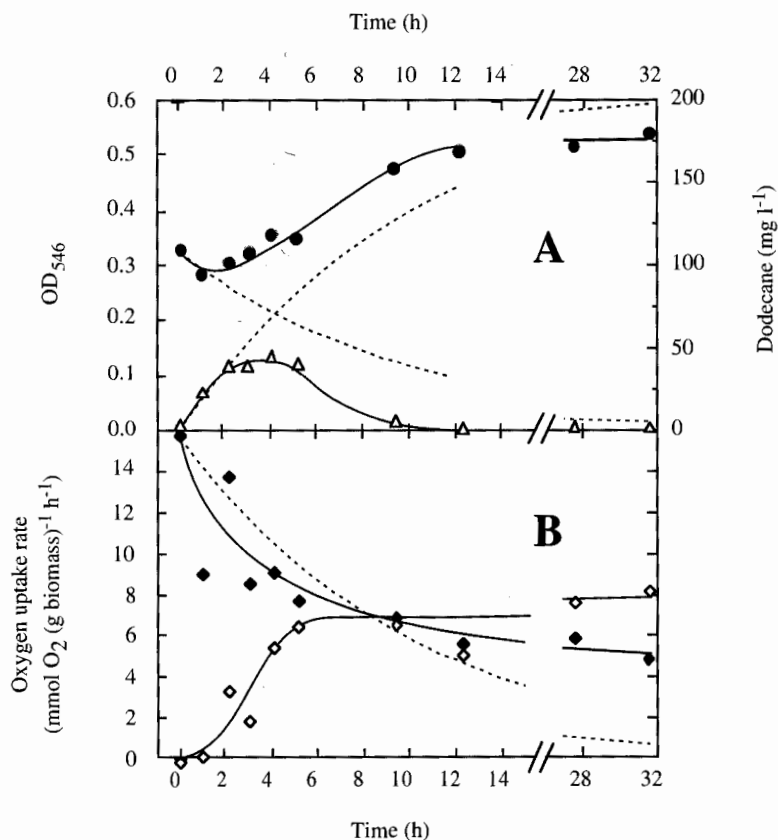 Time (h)
0 2 4 6 8 10 12 14 28 32
0.6
0.5
0.4
0.3
0.2
0.1
0.0
OD546
A
200
150
100
50
0
Dodecane (mg l-1)
14
12
10
8
6
4
2
0
Oxygen uptake rate
(mmol O2 (g biomass)-1 h-1)
B
0 2 4 6 8 10 12 14 28 32
Time (h)